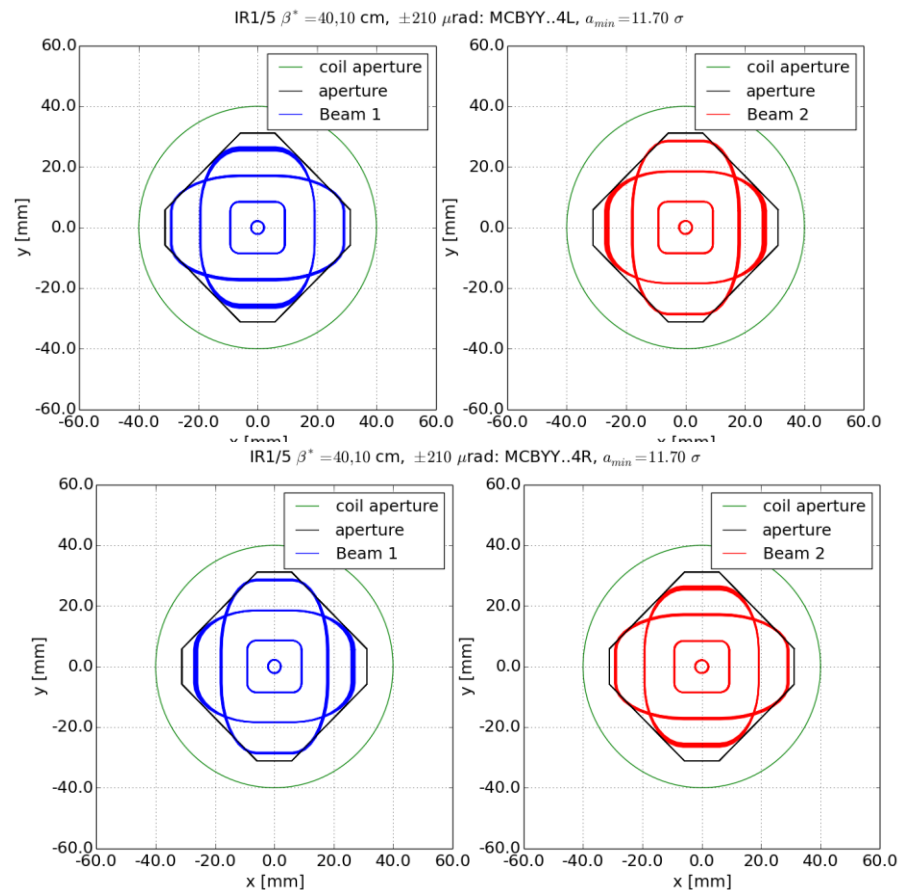 IR1/5 β* =40,10 cm, ±210 μrad: MCBYY..4L, a_min=11.70 σ
60.0
40.0
20.0
0.0
-20.0
-40.0
-60.0
y [mm]
-60.0 -40.0 -20.0 0.0 20.0 40.0 60.0
x [mm]
coil aperture
aperture
Beam 1
60.0
40.0
20.0
0.0
-20.0
-40.0
-60.0
y [mm]
-60.0 -40.0 -20.0 0.0 20.0 40.0 60.0
x [mm]
coil aperture
aperture
Beam 2
IR1/5 β* =40,10 cm, ±210 μrad: MCBYY..4R, a_min=11.70 σ
60.0
40.0
20.0
0.0
-20.0
-40.0
-60.0
y [mm]
-60.0 -40.0 -20.0 0.0 20.0 40.0 60.0
x [mm]
coil aperture
aperture
Beam 1
60.0
40.0
20.0
0.0
-20.0
-40.0
-60.0
y [mm]
-60.0 -40.0 -20.0 0.0 20.0 40.0 60.0
x [mm]
coil aperture
aperture
Beam 2